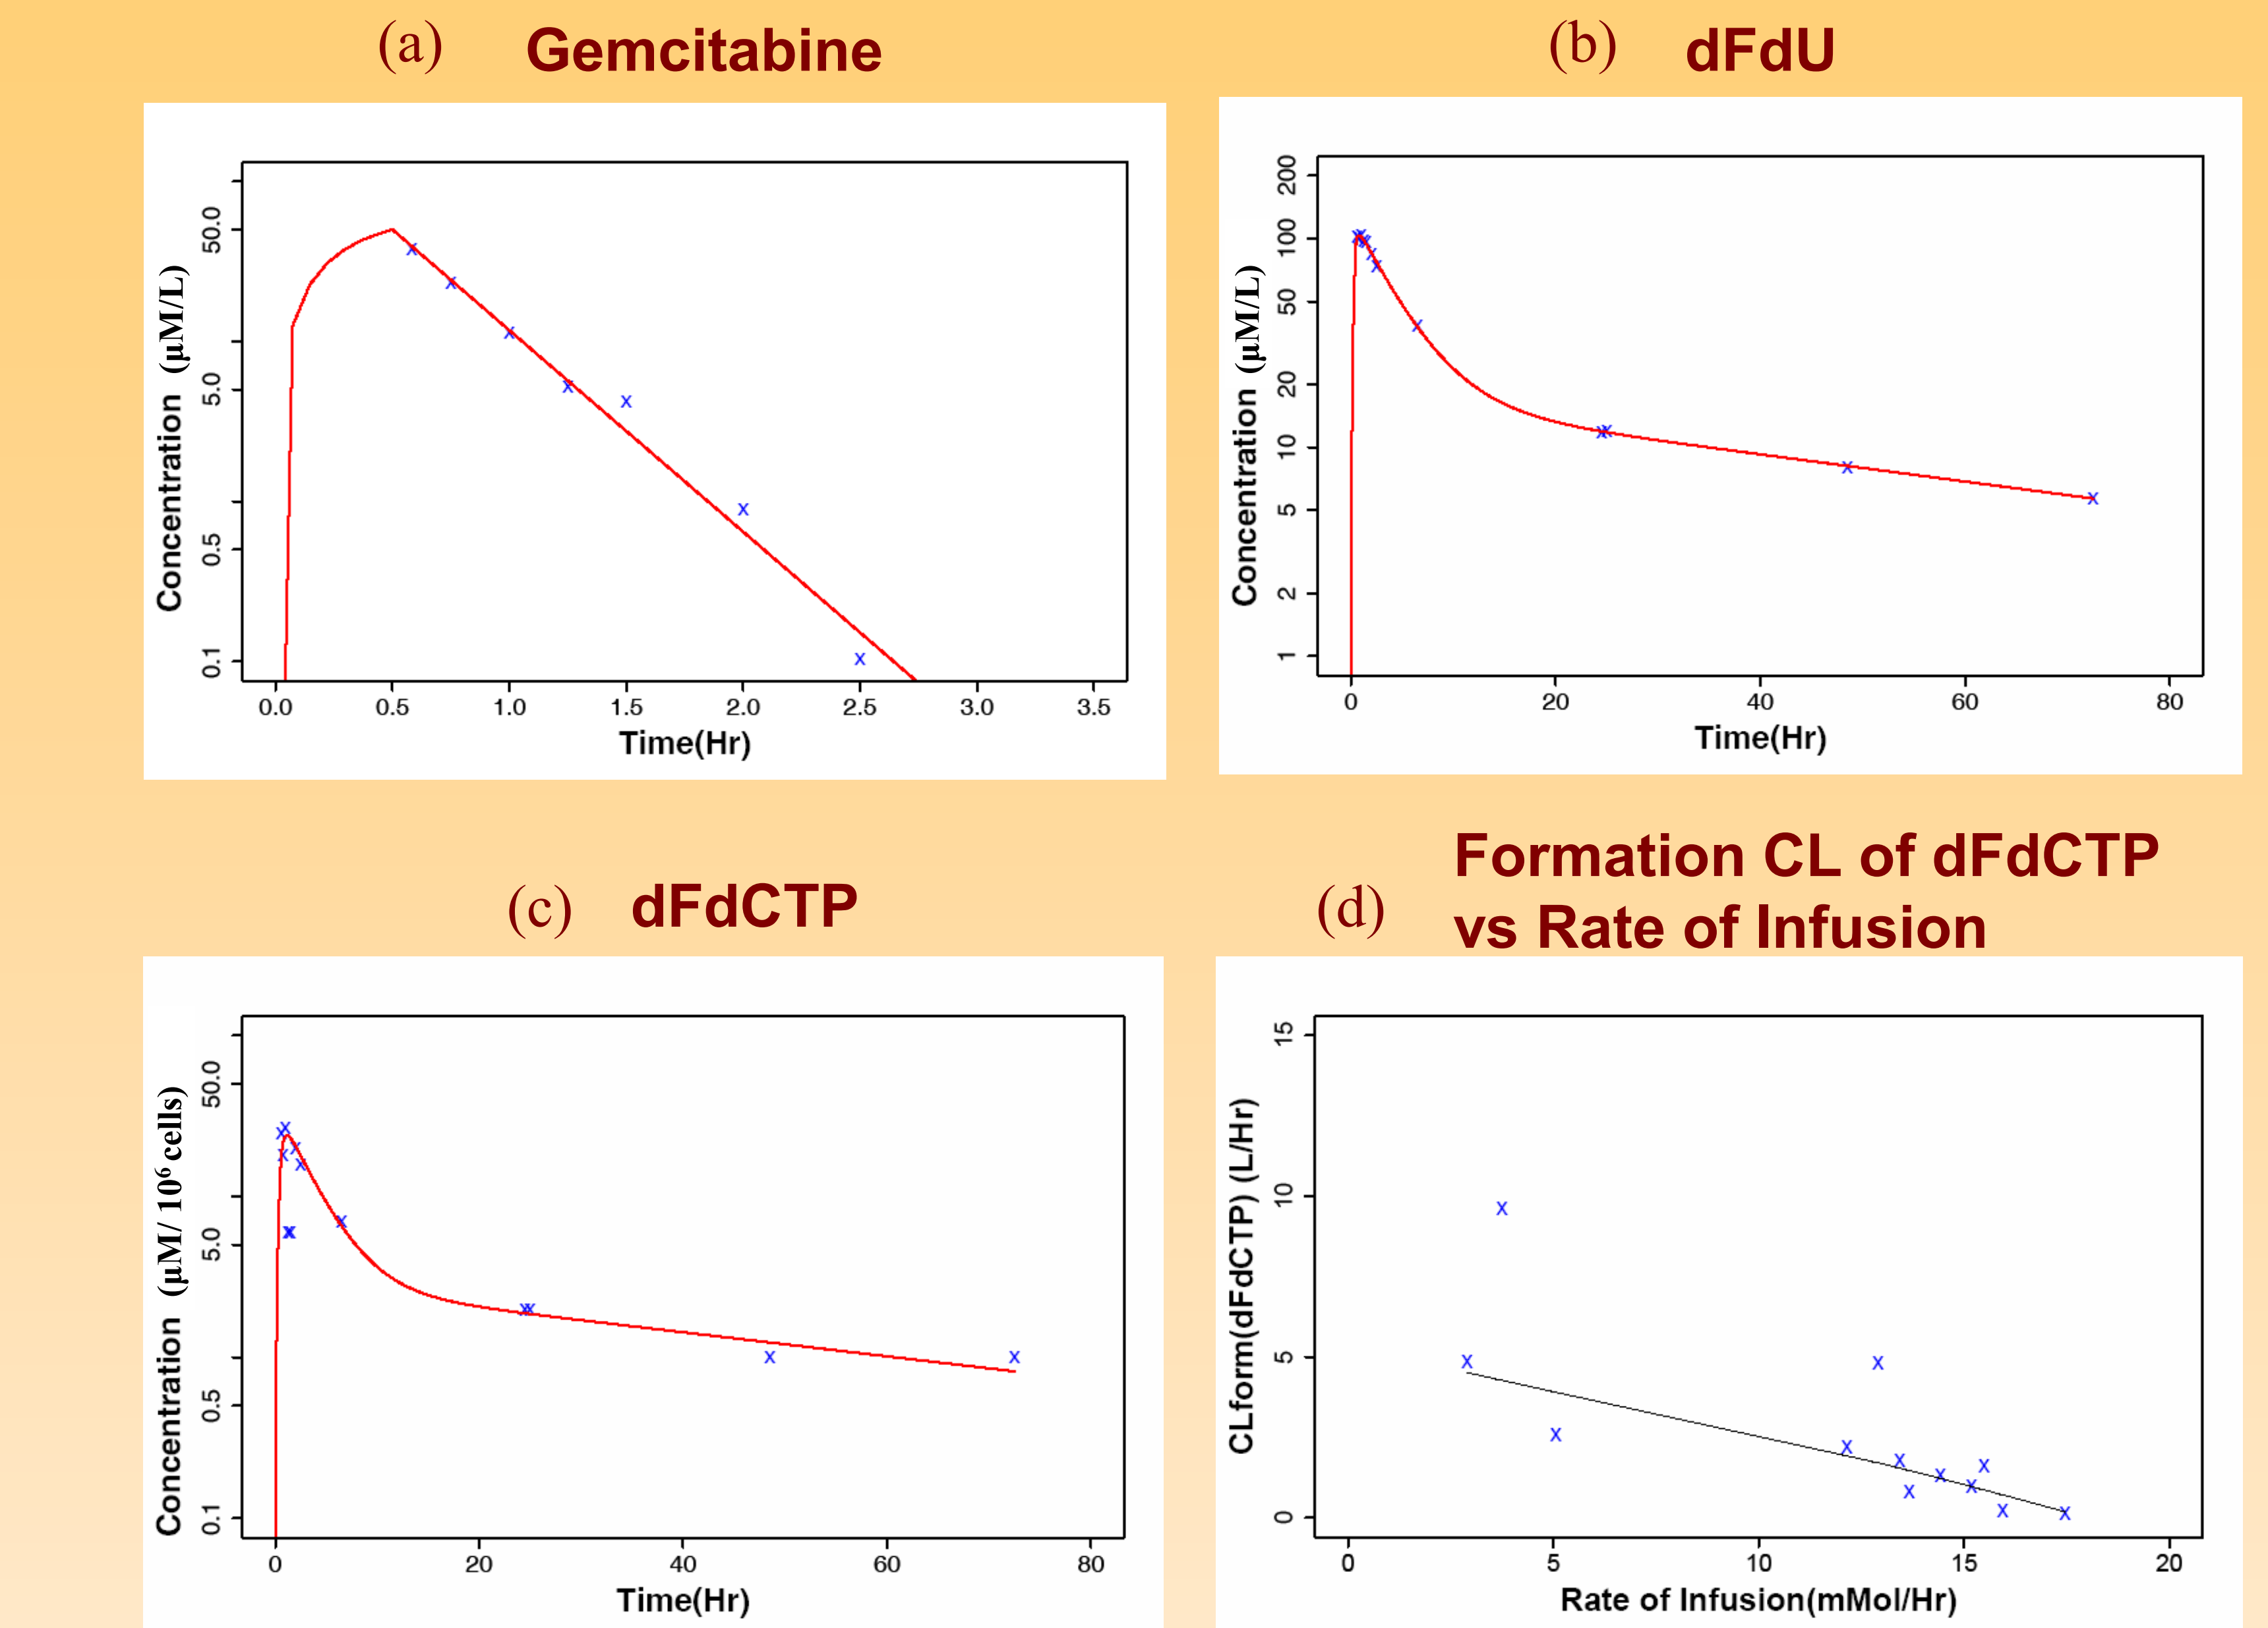 (a) Gemcitabine
Concentration (μM/L)
50.0
5.0
0.5
0.1
0.0 0.5 1.0 1.5 2.0 2.5 3.0 3.5
Time(Hr)
(b) dFdU
Concentration (μM/L)
200
100
50
20
10
5
2
1
0 20 40 60 80
Time(Hr)
(c) dFdCTP
Concentration (μM/ 10⁶ cells)
50.0
5.0
0.5
0.1
0 20 40 60 80
Time(Hr)
(d) Formation CL of dFdCTP
vs Rate of Infusion
CLform(dFdCTP) (L/Hr)
15
10
5
0
0 5 10 15 20
Rate of Infusion(mMol/Hr)